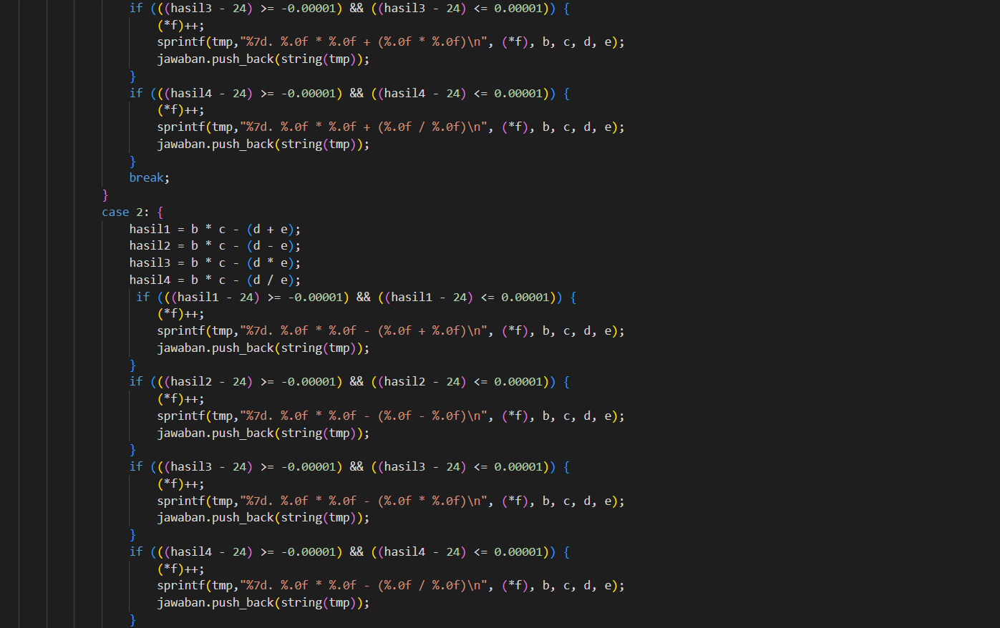 if (((hasil3 - 24) >= -0.00001) && ((hasil3 - 24) <= 0.00001)) {
(*f)++;
sprintf(tmp,"%7d. %.0f * %.0f + (%.0f * %.0f)\n", (*f), b, c, d, e);
jawaban.push_back(string(tmp));
}
if (((hasil4 - 24) >= -0.00001) && ((hasil4 - 24) <= 0.00001)) {
(*f)++;
sprintf(tmp,"%7d. %.0f * %.0f + (%.0f / %.0f)\n", (*f), b, c, d, e);
jawaban.push_back(string(tmp));
}
break;
}
case 2: {
hasil1 = b * c - (d + e);
hasil2 = b * c - (d - e);
hasil3 = b * c - (d * e);
hasil4 = b * c - (d / e);
if (((hasil1 - 24) >= -0.00001) && ((hasil1 - 24) <= 0.00001)) {
(*f)++;
sprintf(tmp,"%7d. %.0f * %.0f - (%.0f + %.0f)\n", (*f), b, c, d, e);
jawaban.push_back(string(tmp));
}
if (((hasil2 - 24) >= -0.00001) && ((hasil2 - 24) <= 0.00001)) {
(*f)++;
sprintf(tmp,"%7d. %.0f * %.0f - (%.0f - %.0f)\n", (*f), b, c, d, e);
jawaban.push_back(string(tmp));
}
if (((hasil3 - 24) >= -0.00001) && ((hasil3 - 24) <= 0.00001)) {
(*f)++;
sprintf(tmp,"%7d. %.0f * %.0f - (%.0f * %.0f)\n", (*f), b, c, d, e);
jawaban.push_back(string(tmp));
}
if (((hasil4 - 24) >= -0.00001) && ((hasil4 - 24) <= 0.00001)) {
(*f)++;
sprintf(tmp,"%7d. %.0f * %.0f - (%.0f / %.0f)\n", (*f), b, c, d, e);
jawaban.push_back(string(tmp));
}